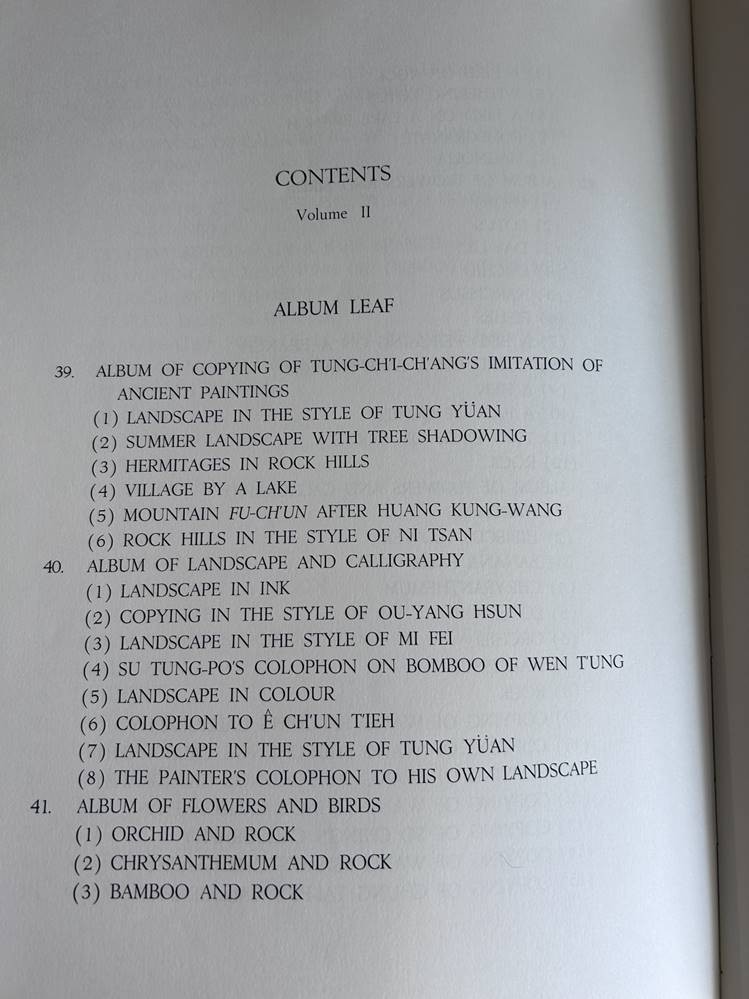 CONTENTS
Volume II
ALBUM LEAF
39. ALBUM OF COPYING OF TUNG-CH'I-CH'ANG'S IMITATION OF
ANCIENT PAINTINGS
(1) LANDSCAPE IN THE STYLE OF TUNG YÜAN
(2) SUMMER LANDSCAPE WITH TREE SHADOWING
(3) HERMITAGES IN ROCK HILLS
(4) VILLAGE BY A LAKE
(5) MOUNTAIN FU-CH'UN AFTER HUANG KUNG-WANG
(6) ROCK HILLS IN THE STYLE OF NI TSAN
40. ALBUM OF LANDSCAPE AND CALLIGRAPHY
(1) LANDSCAPE IN INK
(2) COPYING IN THE STYLE OF OU-YANG HSUN
(3) LANDSCAPE IN THE STYLE OF MI FEI
(4) SU TUNG-PO'S COLOPHON ON BOMBOO OF WEN T'UNG
(5) LANDSCAPE IN COLOUR
(6) COLOPHON TO Ê CH'UN T'IEH
(7) LANDSCAPE IN THE STYLE OF TUNG YÜAN
(8) THE PAINTER'S COLOPHON TO HIS OWN LANDSCAPE
41. ALBUM OF FLOWERS AND BIRDS
(1) ORCHID AND ROCK
(2) CHRYSANTHEMUM AND ROCK
(3) BAMBOO AND ROCK